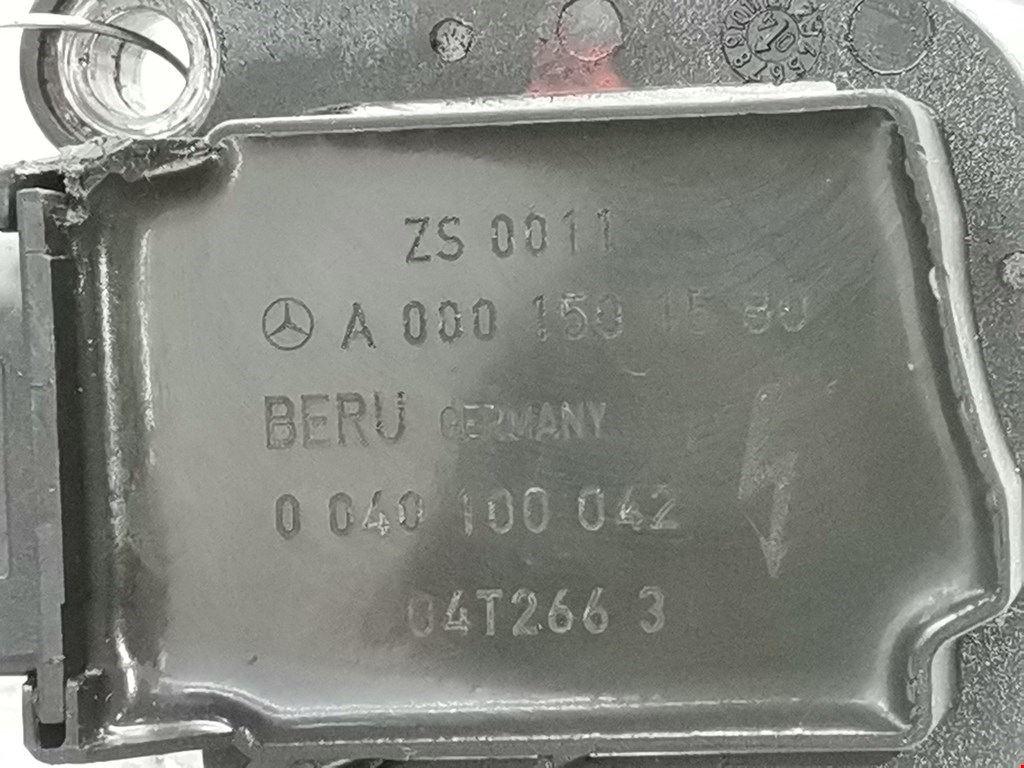 ZS 0011
A 000 150 15 80
BERU GERMANY
0 040 100 042
04T266 3